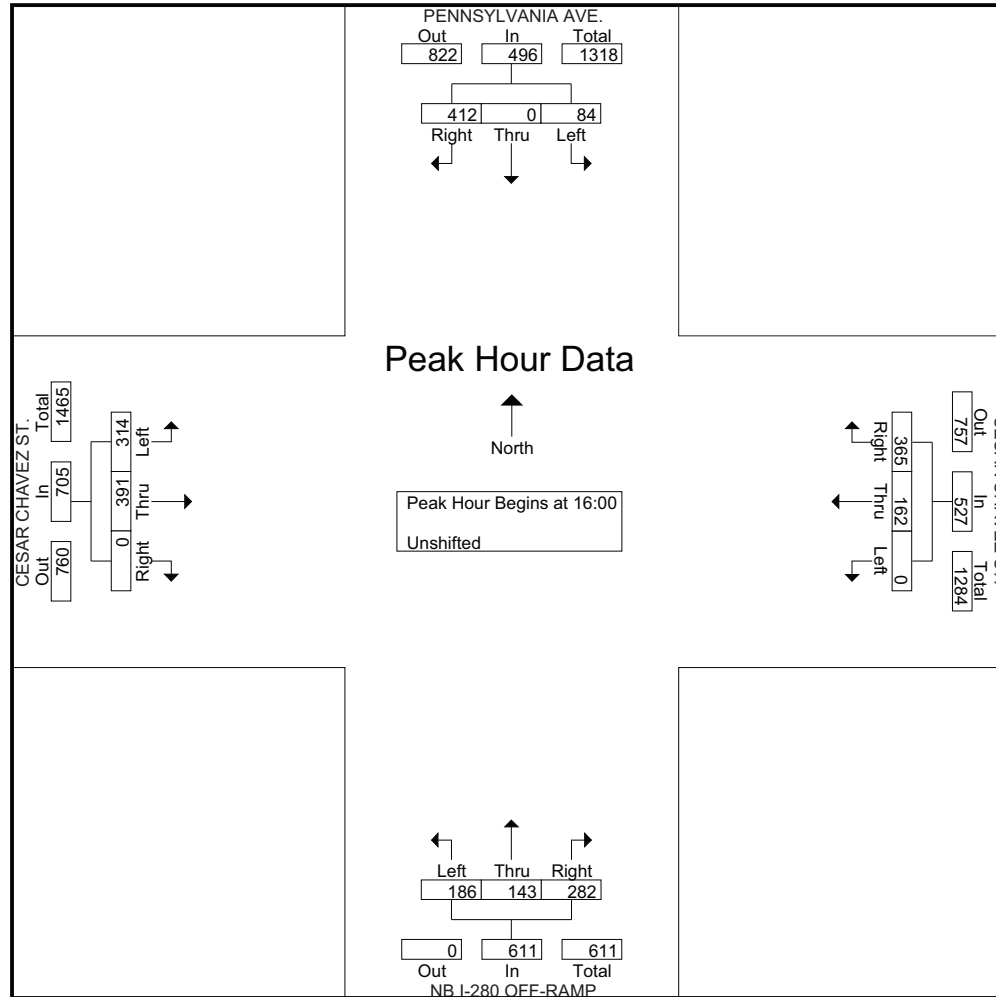 PENNSYLVANIA AVE.
Out In Total
822 496 1318
412 0 84
Right Thru Left
Peak Hour Data
North
Peak Hour Begins at 16:00
Unshifted
CESAR CHAVEZ ST.
Total In Out
1465 705 760
314 391 0
Left Thru Right
Out In Total
757 527 1284
365 162 0
Right Thru Left
Left Thru Right
186 143 282
0 611 611
Out In Total
NB I-280 OFF-RAMP